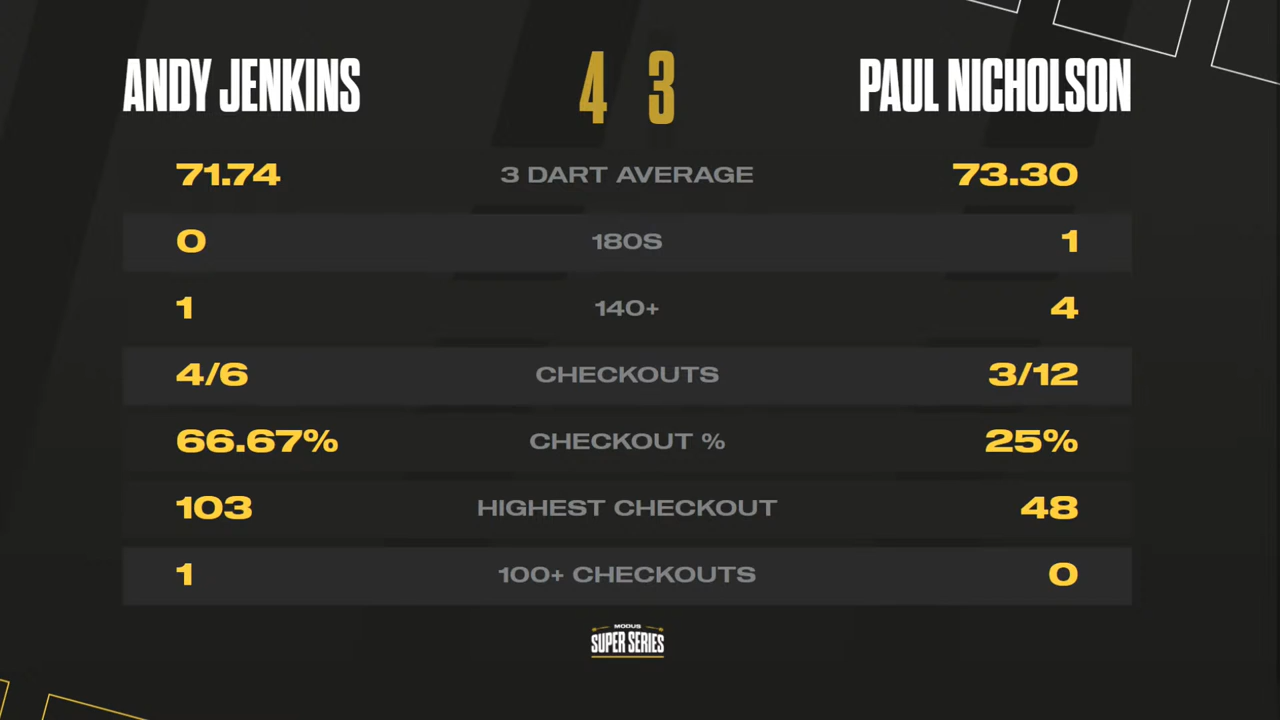 ANDY JENKINS 4 3 PAUL NICHOLSON
71.74 3 DART AVERAGE 73.30
0 180S 1
1 140+ 4
4/6 CHECKOUTS 3/12
66.67% CHECKOUT % 25%
103 HIGHEST CHECKOUT 48
1 100+ CHECKOUTS 0
MODUS
SUPER SERIES